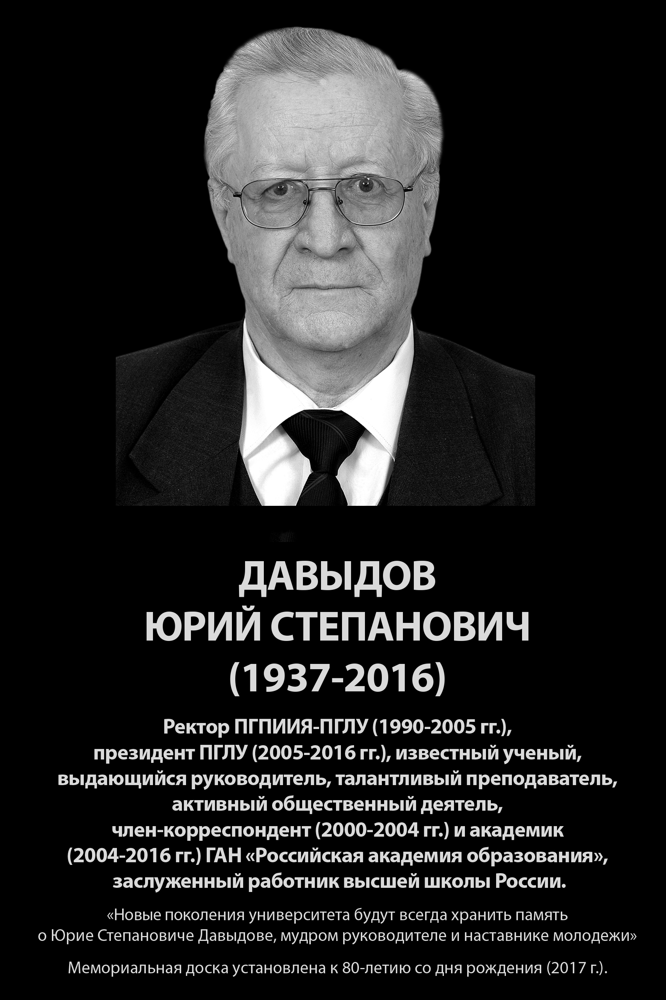 ДАВЫДОВ
ЮРИЙ СТЕПАНОВИЧ
(1937-2016)
Ректор ПГПИИЯ-ПГЛУ (1990-2005 гг.),
президент ПГЛУ (2005-2016 гг.), известный ученый,
выдающийся руководитель, талантливый преподаватель,
активный общественный деятель,
член-корреспондент (2000-2004 гг.) и академик
(2004-2016 гг.) ГАН «Российская академия образования»,
заслуженный работник высшей школы России.
«Новые поколения университета будут всегда хранить память
о Юрие Степановиче Давыдове, мудром руководителе и наставнике молодежи»
Мемориальная доска установлена к 80-летию со дня рождения (2017 г.).